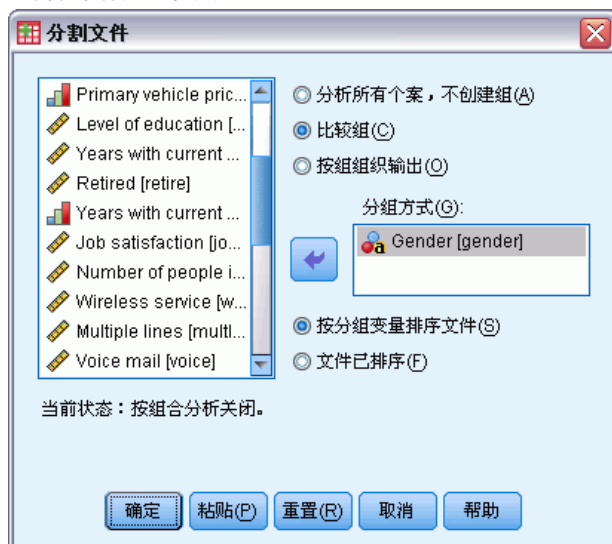 分割文件
Primary vehicle pric...
Level of education [...
Years with current ...
Retired [retire]
Years with current ...
Job satisfaction [jo...
Number of people i...
Wireless service [w...
Multiple lines [multl...
Voice mail [voice]
分析所有个案，不创建组(A)
比较组(C)
按组组织输出(O)
分组方式(G):
Gender [gender]
按分组变量排序文件(S)
文件已排序(F)
当前状态：按组合分析关闭。
确定
粘贴(P)
重置(R)
取消
帮助